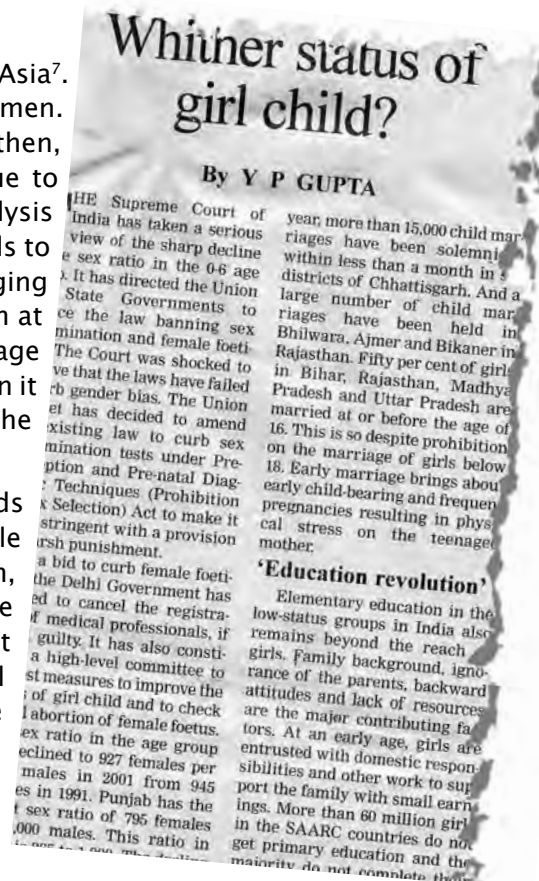 Asia⁷.
men.
then,
ue to
lysis
ls to
ging
n at
age
n it
he
ds
le
n,
e
t
l
e
Whither status of
girl child?
By Y P GUPTA
HE Supreme Court of
India has taken a serious
view of the sharp decline
e sex ratio in the 0-6 age
. It has directed the Union
State Governments to
ce the law banning sex
mination and female foeti-
The Court was shocked to
ve that the laws have failed
rb gender bias. The Union
et has decided to amend
xisting law to curb sex
mination tests under Pre-
ption and Pre-natal Diag-
Techniques (Prohibition
x Selection) Act to make it
stringent with a provision
rsh punishment.
a bid to curb female foeti-
the Delhi Government has
ed to cancel the registra-
of medical professionals, if
guilty. It has also consti-
a high-level committee to
st measures to improve the
of girl child and to check
abortion of female foetus.
ex ratio in the age group
eclined to 927 females per
males in 2001 from 945
es in 1991. Punjab has the
t sex ratio of 795 females
,000 males. This ratio in
year, more than 15,000 child mar-
riages have been solemni
within less than a month in
districts of Chhattisgarh. And a
large number of child mar
riages have been held in
Bhilwara, Ajmer and Bikaner in
Rajasthan. Fifty per cent of girls
in Bihar, Rajasthan, Madhya
Pradesh and Uttar Pradesh are
married at or before the age of
16. This is so despite prohibition
on the marriage of girls below
18. Early marriage brings abou
early child-bearing and frequen
pregnancies resulting in phys
cal stress on the teenage
mother.
'Education revolution'
Elementary education in the
low-status groups in India also
remains beyond the reach
girls. Family background, igno-
rance of the parents, backward
attitudes and lack of resources
are the major contributing fa
tors. At an early age, girls are
entrusted with domestic respon-
sibilities and other work to sup
port the family with small earn
ings. More than 60 million girl
in the SAARC countries do not
get primary education and the
majority do not complete their